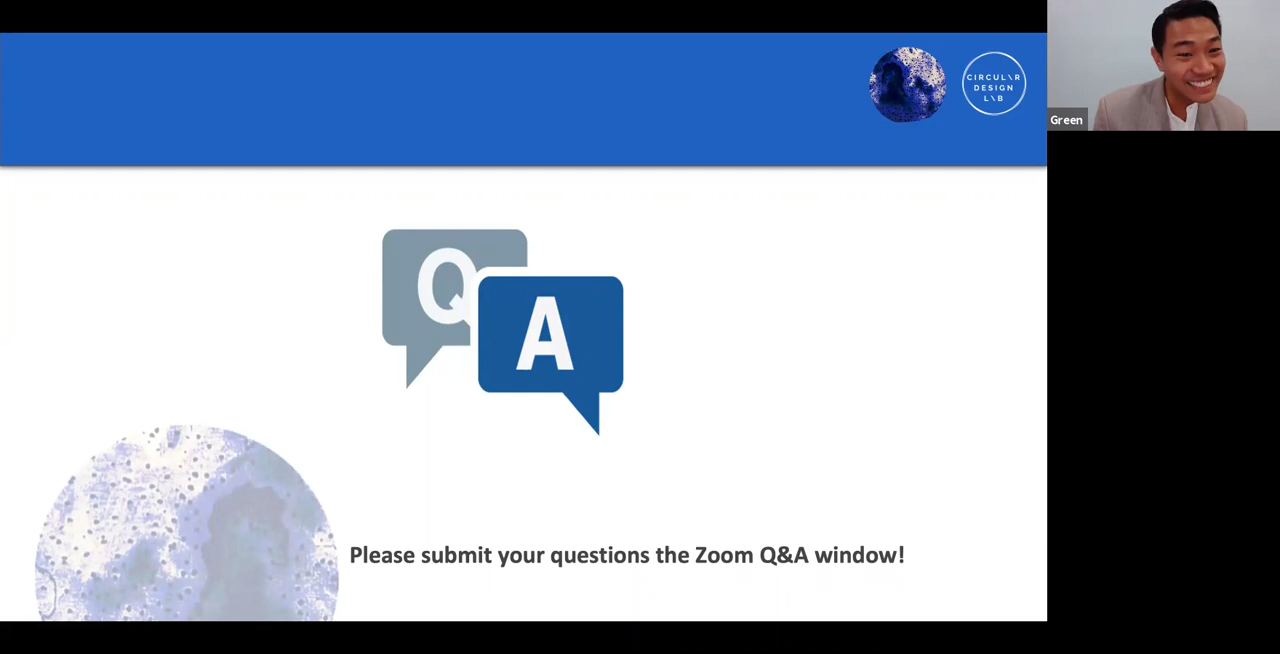 CIRCUL\R
DESIGN
L\B
Green
Q
A
Please submit your questions the Zoom Q&A window!